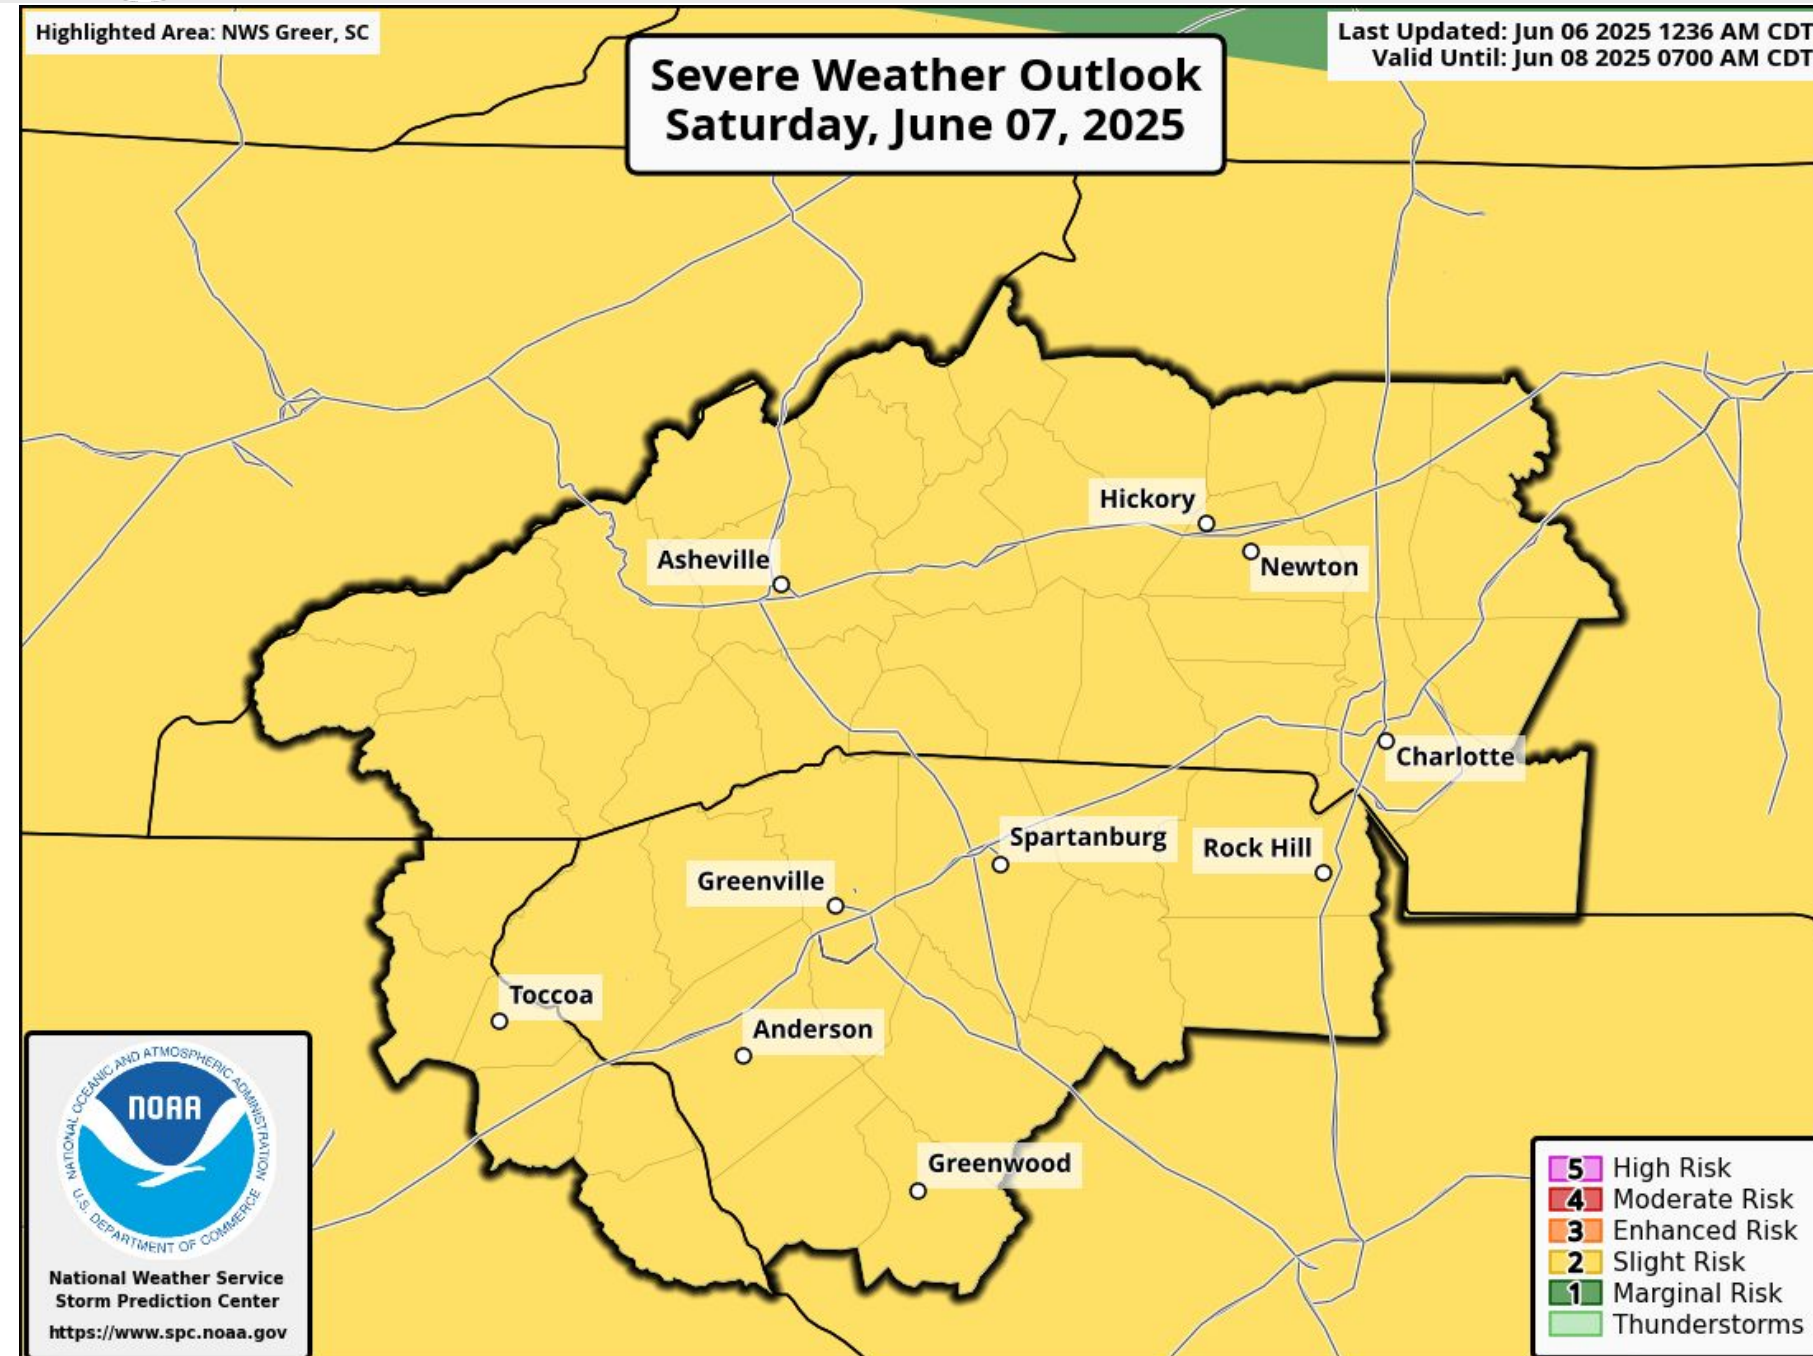 Highlighted Area: NWS Greer, SC
Last Updated: Jun 06 2025 1236 AM CDT
Valid Until: Jun 08 2025 0700 AM CDT
Severe Weather Outlook
Saturday, June 07, 2025
Hickory
Asheville
Newton
Charlotte
Spartanburg
Rock Hill
Greenville
Toccoa
Anderson
Greenwood
NATIONAL OCEANIC AND ATMOSPHERIC ADMINISTRATION
NOAA
U.S. DEPARTMENT OF COMMERCE
National Weather Service
Storm Prediction Center
https://www.spc.noaa.gov
5 High Risk
4 Moderate Risk
3 Enhanced Risk
2 Slight Risk
1 Marginal Risk
Thunderstorms